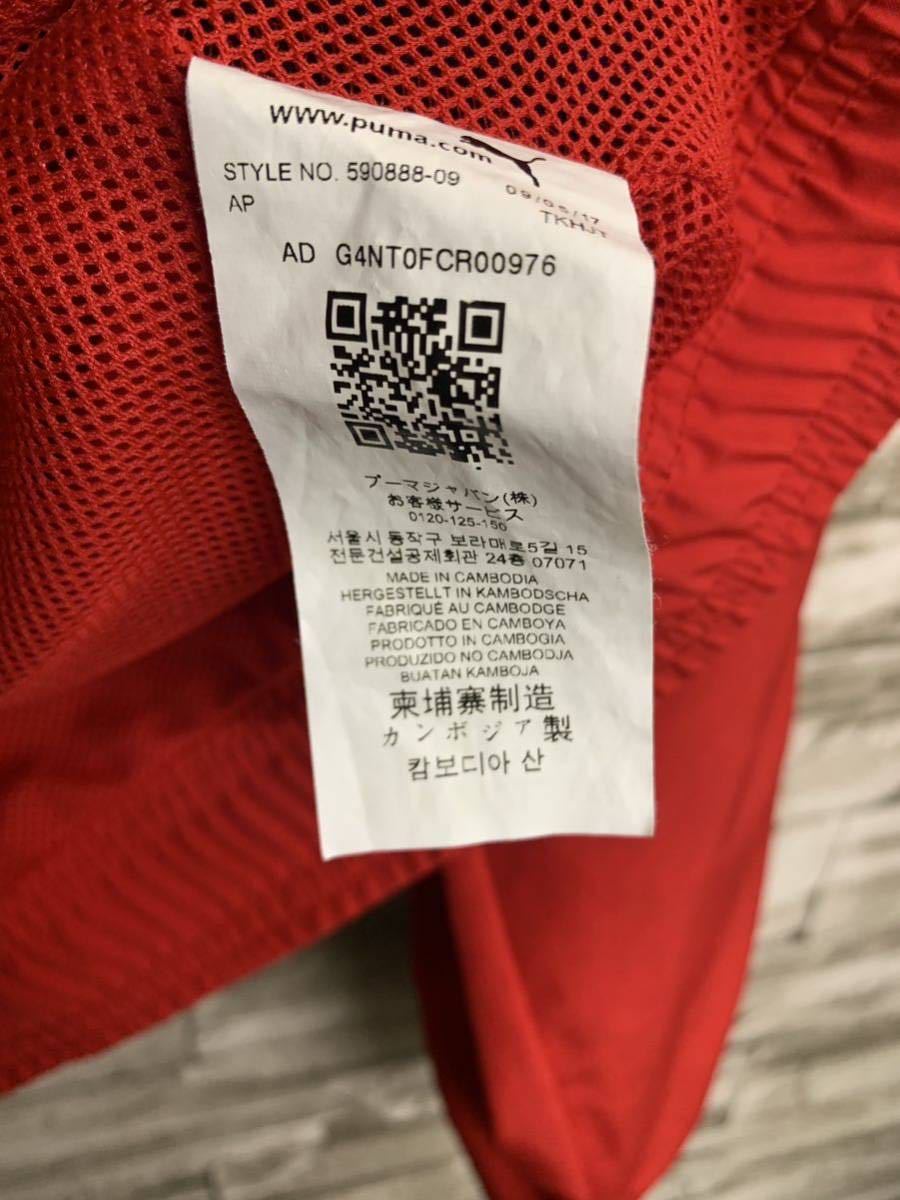 www.puma.com
STYLE NO. 590888-09
09/05/17
AP
TKHJY
AD G4NT0FCR00976
プーマジャパン(株)
お客様サービス
0120-125-150
서울시 동작구 보라매로5길 15
전문건설공제회관 24층 07071
MADE IN CAMBODIA
HERGESTELLT IN KAMBODSCHA
FABRIQUÉ AU CAMBODGE
FABRICADO EN CAMBOYA
PRODOTTO IN CAMBOGIA
PRODUZIDO NO CAMBODJA
BUATAN KAMBOJA
柬埔寨制造
カンボジア製
캄보디아 산